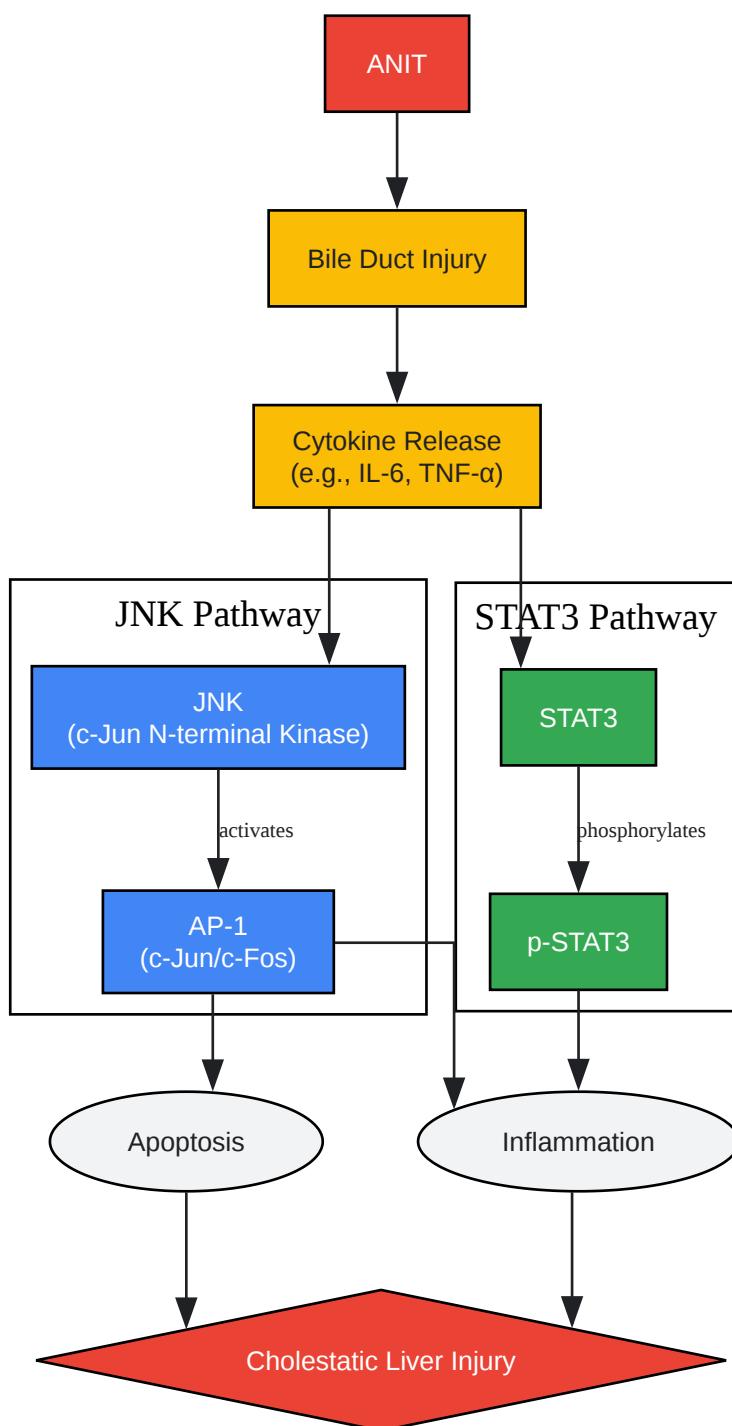 ANIT
Bile Duct Injury
Cytokine Release
(e.g., IL-6, TNF-α)
JNK Pathway
STAT3 Pathway
JNK
(c-Jun N-terminal Kinase)
STAT3
activates
phosphorylates
AP-1
(c-Jun/c-Fos)
p-STAT3
Apoptosis
Inflammation
Cholestatic Liver Injury